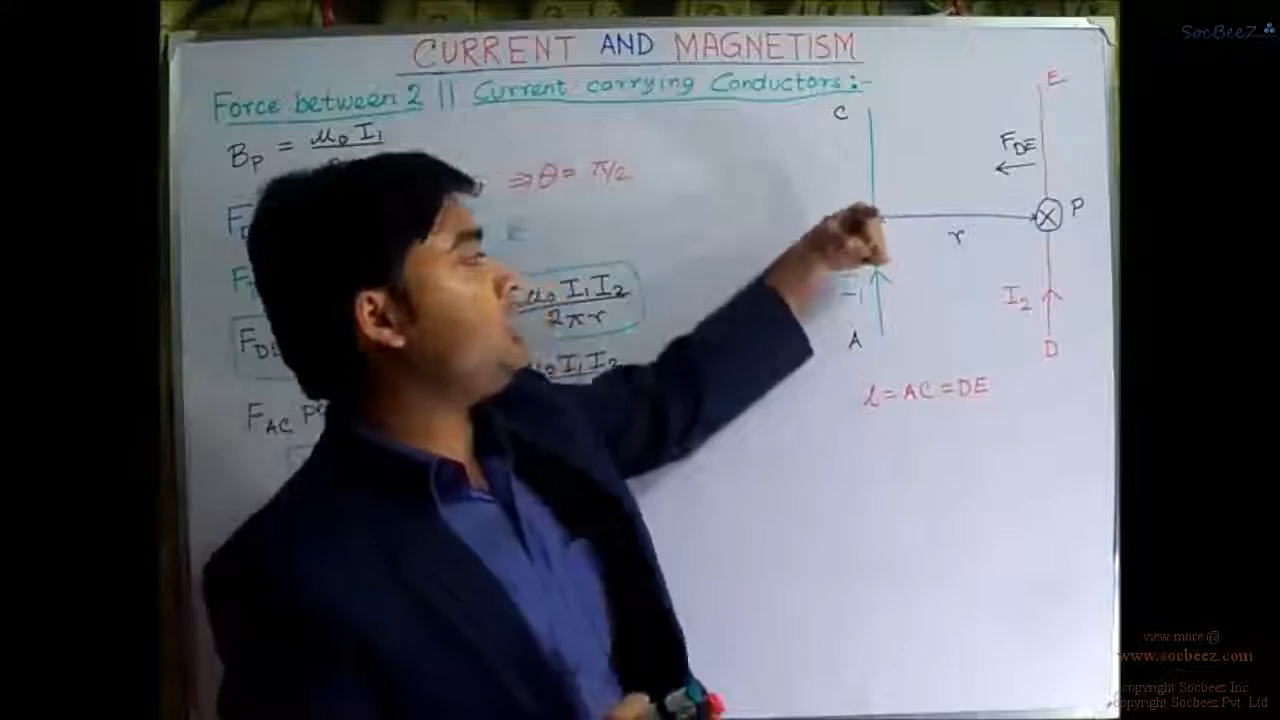 SocBeeZ
CURRENT AND MAGNETISM
Force between 2 || Current carrying Conductors :-
B_P = μ₀ I₁
⇒ θ = π/2
μ₀ I₁ I₂
2πr
μ₀ I₁ I₂
F_AC
C
E
F_DE
←
P
r
I₂
A
D
l = AC = DE
view more @
www.socbeez.com
copyright Socbeez Inc
copyright Socbeez Pvt. Ltd